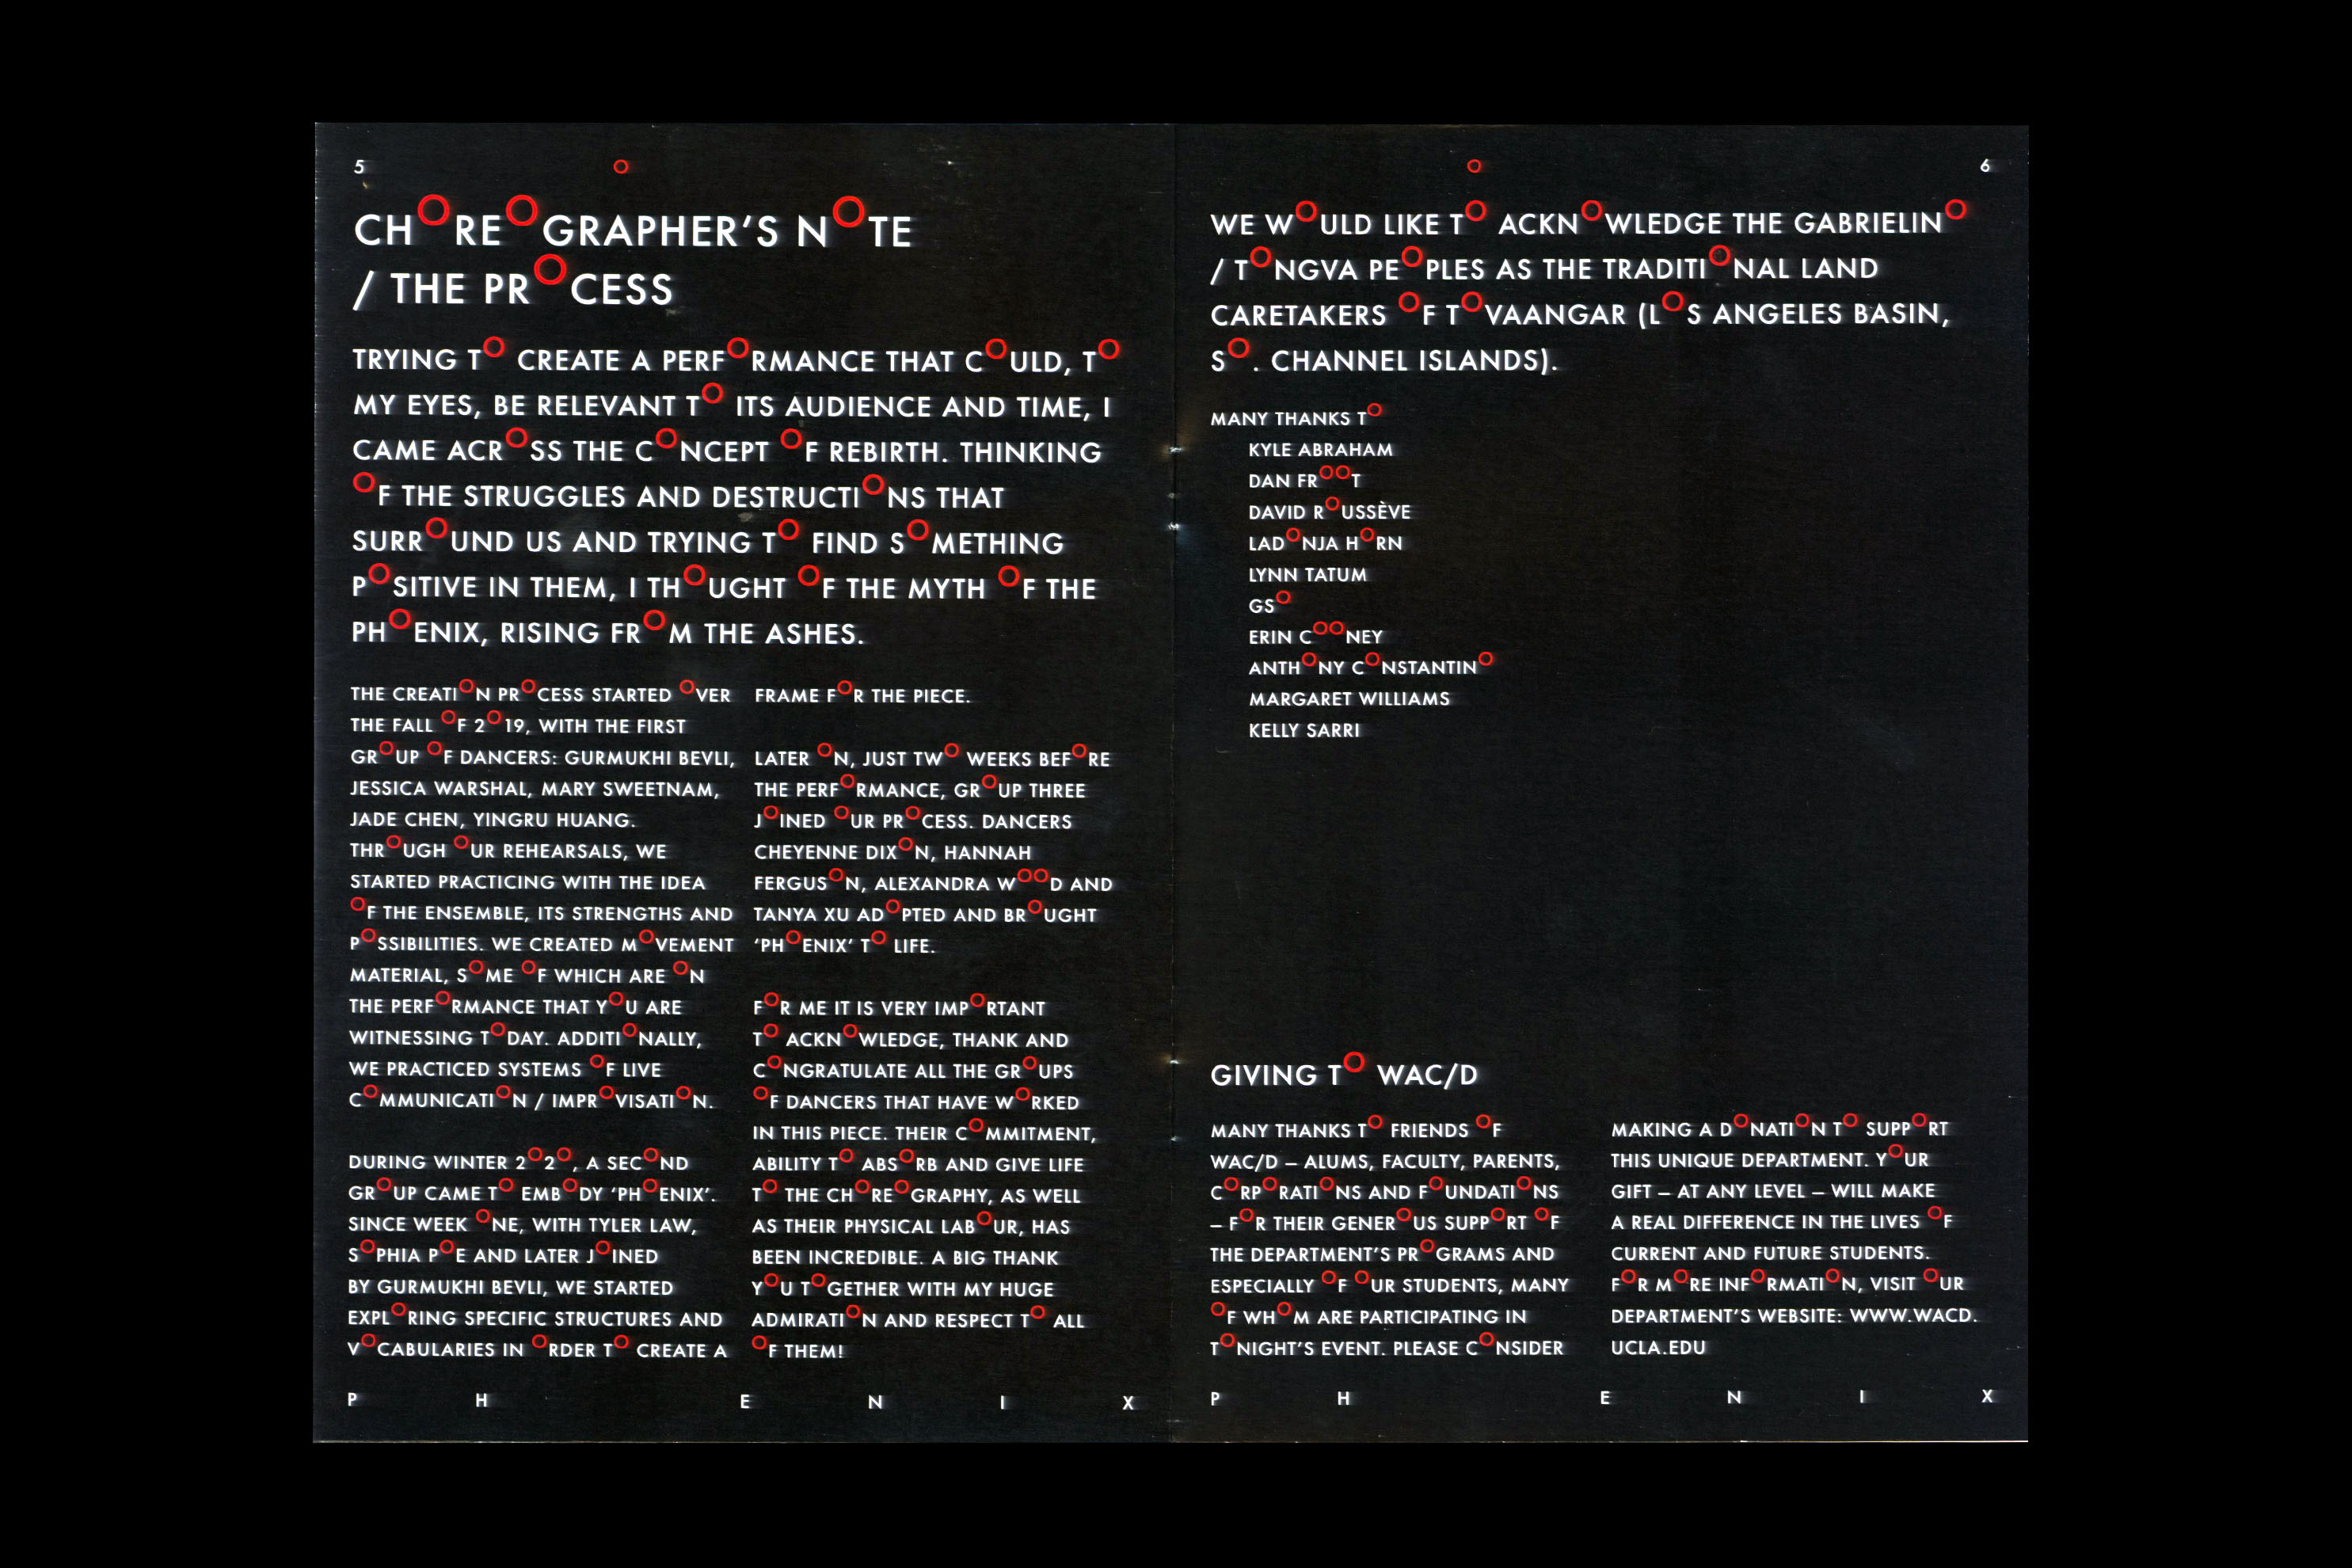 5 O
CHOREOGRAPHER'S NOTE
/ THE PROCESS
TRYING TO CREATE A PERFORMANCE THAT COULD, TO
MY EYES, BE RELEVANT TO ITS AUDIENCE AND TIME, I
CAME ACROSS THE CONCEPT OF REBIRTH. THINKING
OF THE STRUGGLES AND DESTRUCTIONS THAT
SURROUND US AND TRYING TO FIND SOMETHING
POSITIVE IN THEM, I THOUGHT OF THE MYTH OF THE
PHOENIX, RISING FROM THE ASHES.
THE CREATION PROCESS STARTED OVER
THE FALL OF 2019, WITH THE FIRST
GROUP OF DANCERS: GURMUKHI BEVLI,
JESSICA WARSHAL, MARY SWEETNAM,
JADE CHEN, YINGRU HUANG.
THROUGH OUR REHEARSALS, WE
STARTED PRACTICING WITH THE IDEA
OF THE ENSEMBLE, ITS STRENGTHS AND
POSSIBILITIES. WE CREATED MOVEMENT
MATERIAL, SOME OF WHICH ARE ON
THE PERFORMANCE THAT YOU ARE
WITNESSING TODAY. ADDITIONALLY,
WE PRACTICED SYSTEMS OF LIVE
COMMUNICATION / IMPROVISATION.
DURING WINTER 2020, A SECOND
GROUP CAME TO EMBODY 'PHOENIX'.
SINCE WEEK ONE, WITH TYLER LAW,
SOPHIA POE AND LATER JOINED
BY GURMUKHI BEVLI, WE STARTED
EXPLORING SPECIFIC STRUCTURES AND
VOCABULARIES IN ORDER TO CREATE A
FRAME FOR THE PIECE.
LATER ON, JUST TWO WEEKS BEFORE
THE PERFORMANCE, GROUP THREE
JOINED OUR PROCESS. DANCERS
CHEYENNE DIXON, HANNAH
FERGUSON, ALEXANDRA WOOD AND
TANYA XU ADOPTED AND BROUGHT
'PHOENIX' TO LIFE.
FOR ME IT IS VERY IMPORTANT
TO ACKNOWLEDGE, THANK AND
CONGRATULATE ALL THE GROUPS
OF DANCERS THAT HAVE WORKED
IN THIS PIECE. THEIR COMMITMENT,
ABILITY TO ABSORB AND GIVE LIFE
TO THE CHOREOGRAPHY, AS WELL
AS THEIR PHYSICAL LABOUR, HAS
BEEN INCREDIBLE. A BIG THANK
YOU TOGETHER WITH MY HUGE
ADMIRATION AND RESPECT TO ALL
OF THEM!
P H E N I X
O 6
WE WOULD LIKE TO ACKNOWLEDGE THE GABRIELINO
/ TONGVA PEOPLES AS THE TRADITIONAL LAND
CARETAKERS OF TOVAANGAR (LOS ANGELES BASIN,
SO. CHANNEL ISLANDS).
MANY THANKS TO
KYLE ABRAHAM
DAN FROOT
DAVID ROUSSÈVE
LADONJA HORN
LYNN TATUM
GSO
ERIN COONEY
ANTHONY CONSTANTINO
MARGARET WILLIAMS
KELLY SARRI
GIVING TO WAC/D
MANY THANKS TO FRIENDS OF
WAC/D – ALUMS, FACULTY, PARENTS,
CORPORATIONS AND FOUNDATIONS
– FOR THEIR GENEROUS SUPPORT OF
THE DEPARTMENT'S PROGRAMS AND
ESPECIALLY OF OUR STUDENTS, MANY
OF WHOM ARE PARTICIPATING IN
TONIGHT'S EVENT. PLEASE CONSIDER
MAKING A DONATION TO SUPPORT
THIS UNIQUE DEPARTMENT. YOUR
GIFT – AT ANY LEVEL – WILL MAKE
A REAL DIFFERENCE IN THE LIVES OF
CURRENT AND FUTURE STUDENTS.
FOR MORE INFORMATION, VISIT OUR
DEPARTMENT'S WEBSITE: WWW.WACD.
UCLA.EDU
P H E N I X